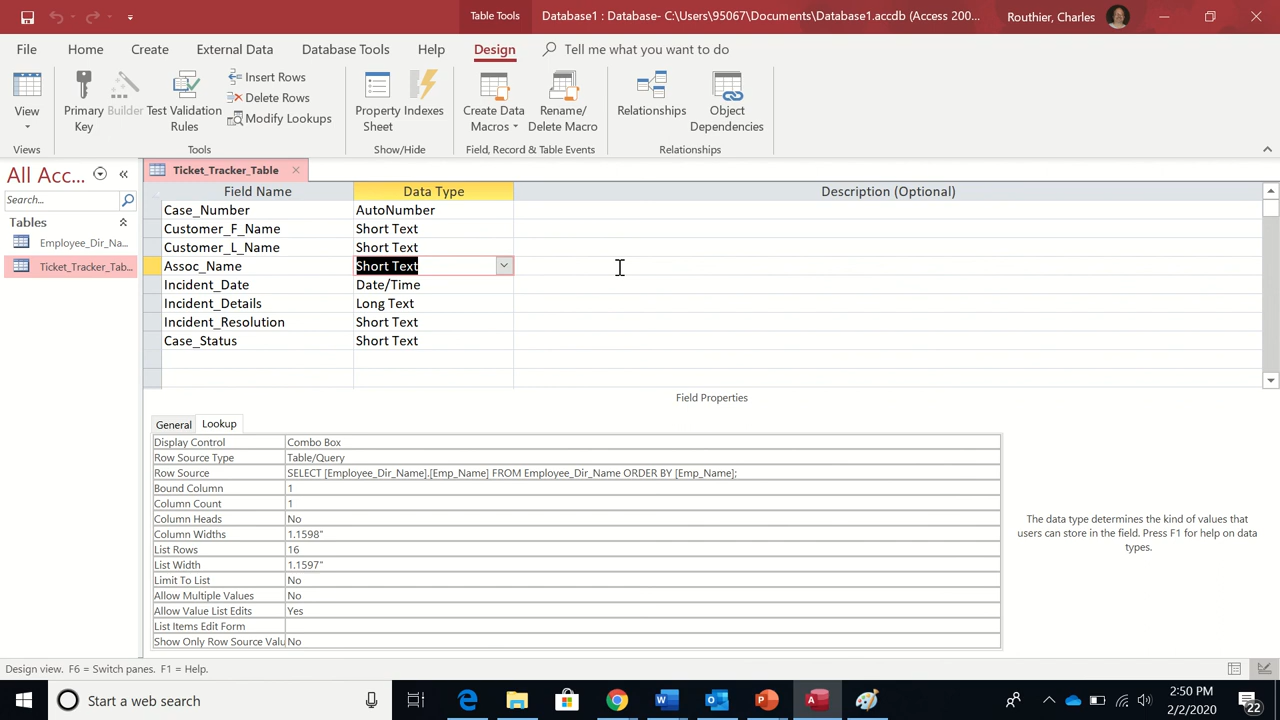 Table Tools
Database1 : Database- C:\Users\95067\Documents\Database1.accdb (Access 200...
Routhier, Charles
File
Home
Create
External Data
Database Tools
Help
Design
Tell me what you want to do
View
Primary Key
Builder
Test Validation Rules
Insert Rows
Delete Rows
Modify Lookups
Property Sheet
Indexes
Create Data Macros
Rename/ Delete Macro
Relationships
Object Dependencies
Views
Tools
Show/Hide
Field, Record & Table Events
Relationships
All Acc...
Search...
Tables
Employee_Dir_Na...
Ticket_Tracker_Tab...
Ticket_Tracker_Table
Field Name Data Type Description (Optional)
Case_Number AutoNumber
Customer_F_Name Short Text
Customer_L_Name Short Text
Assoc_Name Short Text
Incident_Date Date/Time
Incident_Details Long Text
Incident_Resolution Short Text
Case_Status Short Text
Field Properties
General Lookup
Display Control Combo Box
Row Source Type Table/Query
Row Source SELECT [Employee_Dir_Name].[Emp_Name] FROM Employee_Dir_Name ORDER BY [Emp_Name];
Bound Column 1
Column Count 1
Column Heads No
Column Widths 1.1598"
List Rows 16
List Width 1.1597"
Limit To List No
Allow Multiple Values No
Allow Value List Edits Yes
List Items Edit Form
Show Only Row Source Valu No
The data type determines the kind of values that
users can store in the field. Press F1 for help on data
types.
Design view. F6 = Switch panes. F1 = Help.
Start a web search
2:50 PM
2/2/2020
22